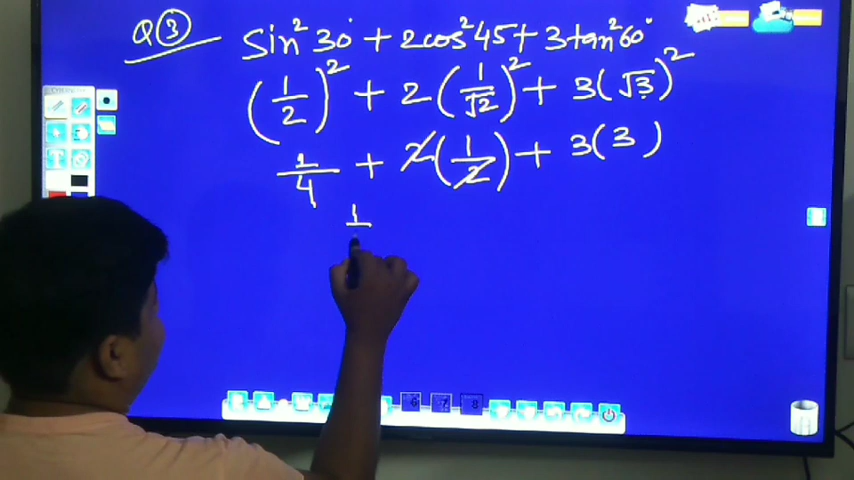 Q③ Sin²30° + 2cos²45 + 3tan²60°
(1/2)² + 2(1/√2)² + 3(√3)²
1/4 + 2(1/2) + 3(3)
1